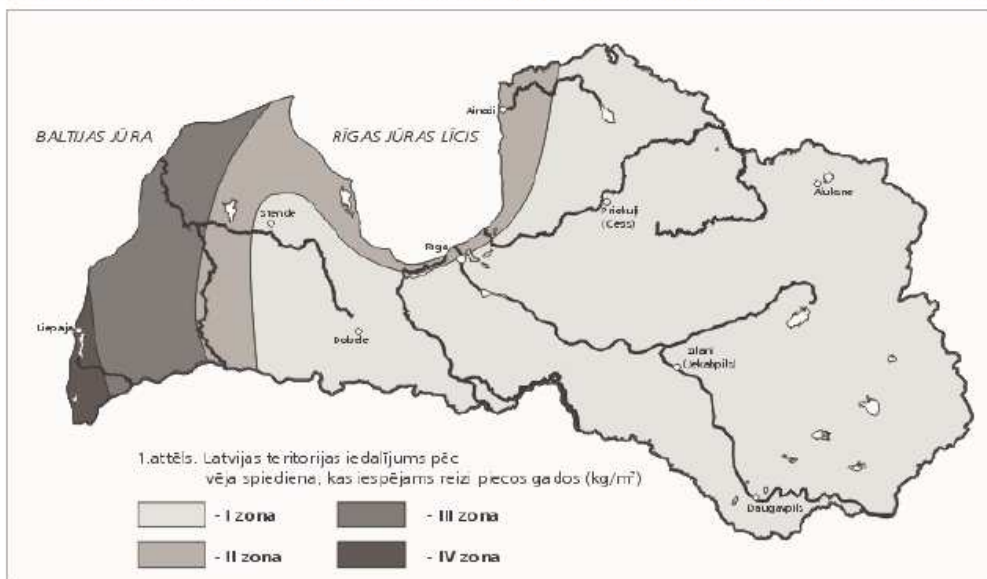 Ainaži
BALTIJAS JŪRA
RĪGAS JŪRAS LĪCIS
Alūksne
Stende
Priekuļi
(Cēsis)
Rīga
Liepāja
Dobele
Zīlāni
(Jēkabpils)
1.attēls. Latvijas teritorijas iedalījums pēc
vēja spiediena, kas iespējams reizi piecos gados (kg/m²)
- I zona
- III zona
Daugavpils
- II zona
- IV zona